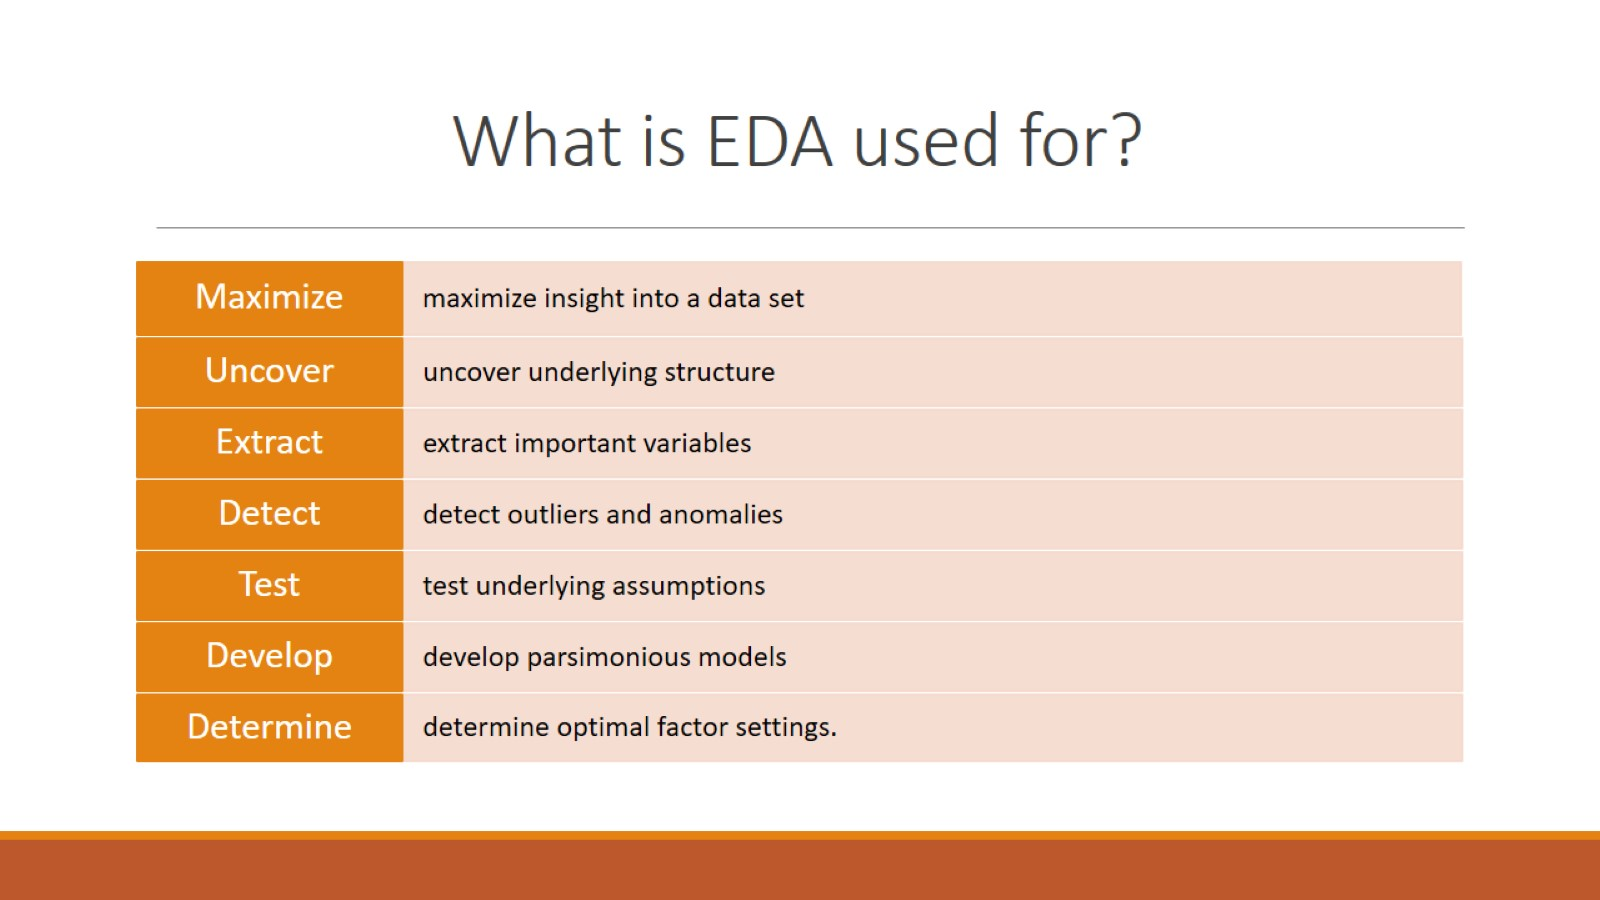 What is EDA used for?
Maximize
maximize insight into a data set
Uncover
uncover underlying structure
Extract
extract important variables
Detect
detect outliers and anomalies
Test
test underlying assumptions
Develop
develop parsimonious models
Determine
determine optimal factor settings.